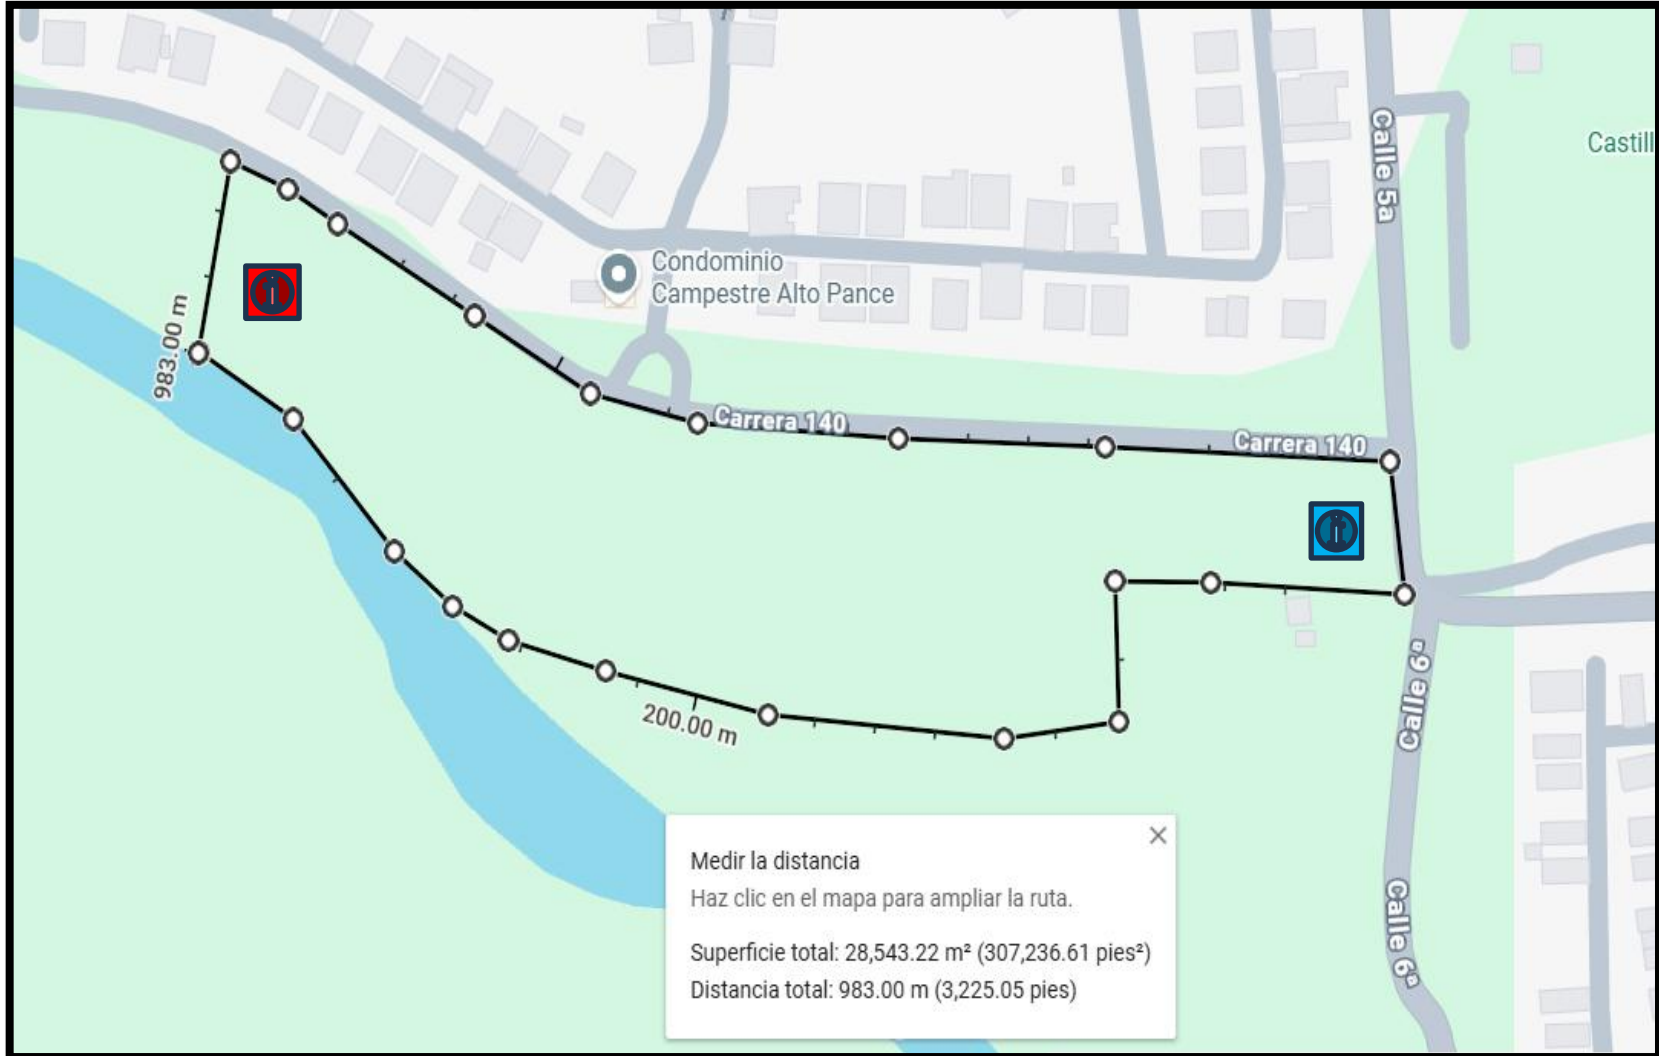 Calle 5a
Castill
Condominio
Campestre Alto Pance
983.00 m
Carrera 140
Carrera 140
Calle 6ª
200.00 m
Medir la distancia
Haz clic en el mapa para ampliar la ruta.
Superficie total: 28,543.22 m² (307,236.61 pies²)
Distancia total: 983.00 m (3,225.05 pies)
Calle 6ª